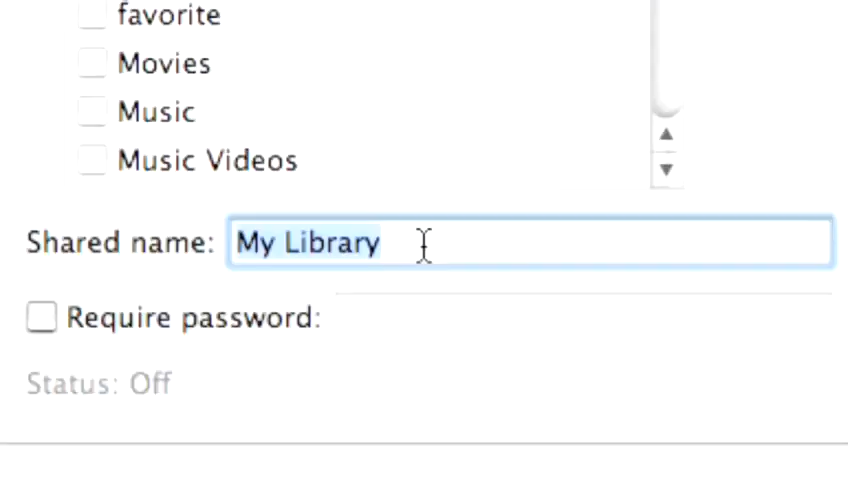 favorite
Movies
Music
Music Videos
Shared name: My Library
Require password:
Status: Off